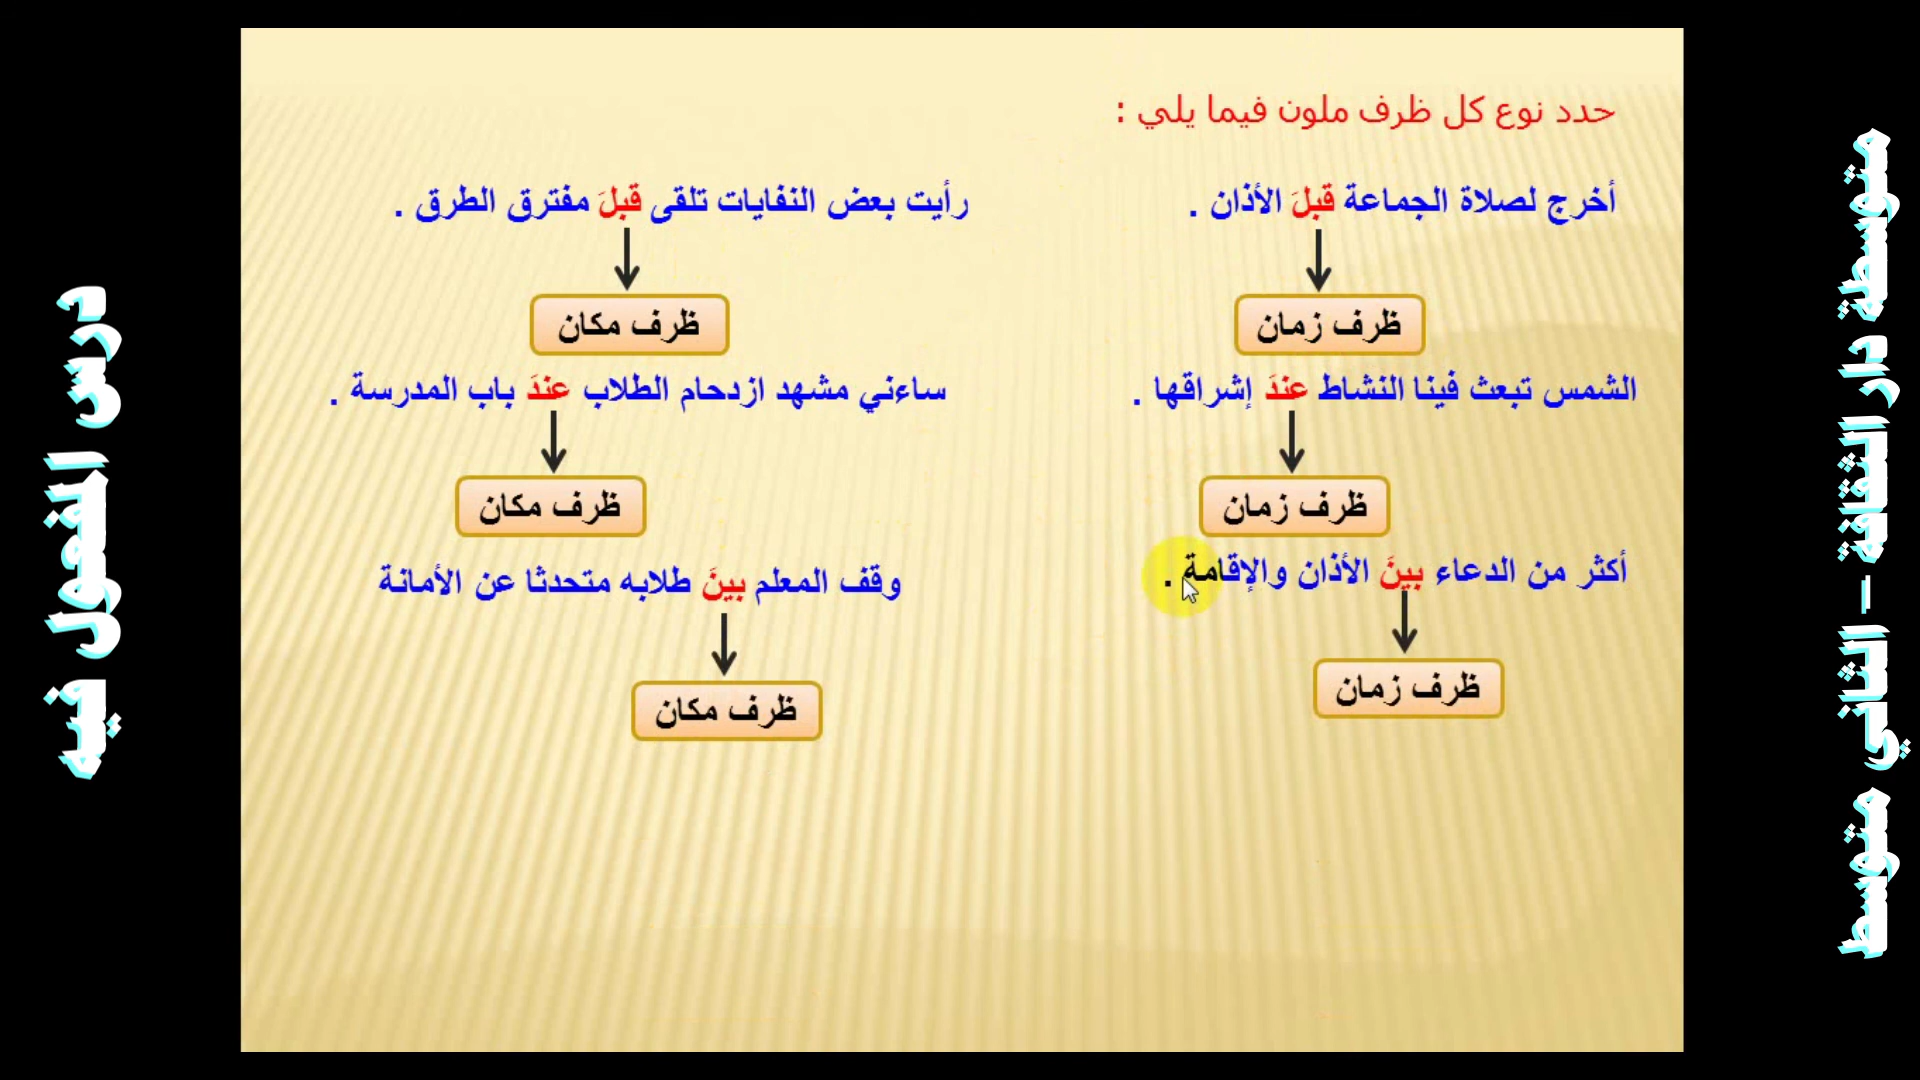 حدد نوع كل ظرف ملون فيما يلي :
أخرج لصلاة الجماعة قبلَ الأذان .
ظرف زمان
الشمس تبعث فينا النشاط عندَ إشراقها .
ظرف زمان
أكثر من الدعاء بينَ الأذان والإقامة .
ظرف زمان
رأيت بعض النفايات تلقى قبلَ مفترق الطرق .
ظرف مكان
ساءني مشهد ازدحام الطلاب عندَ باب المدرسة .
ظرف مكان
وقف المعلم بينَ طلابه متحدثا عن الأمانة
ظرف مكان
متوسطة دار الثقافة – الثاني متوسط
درس المفعول فيه